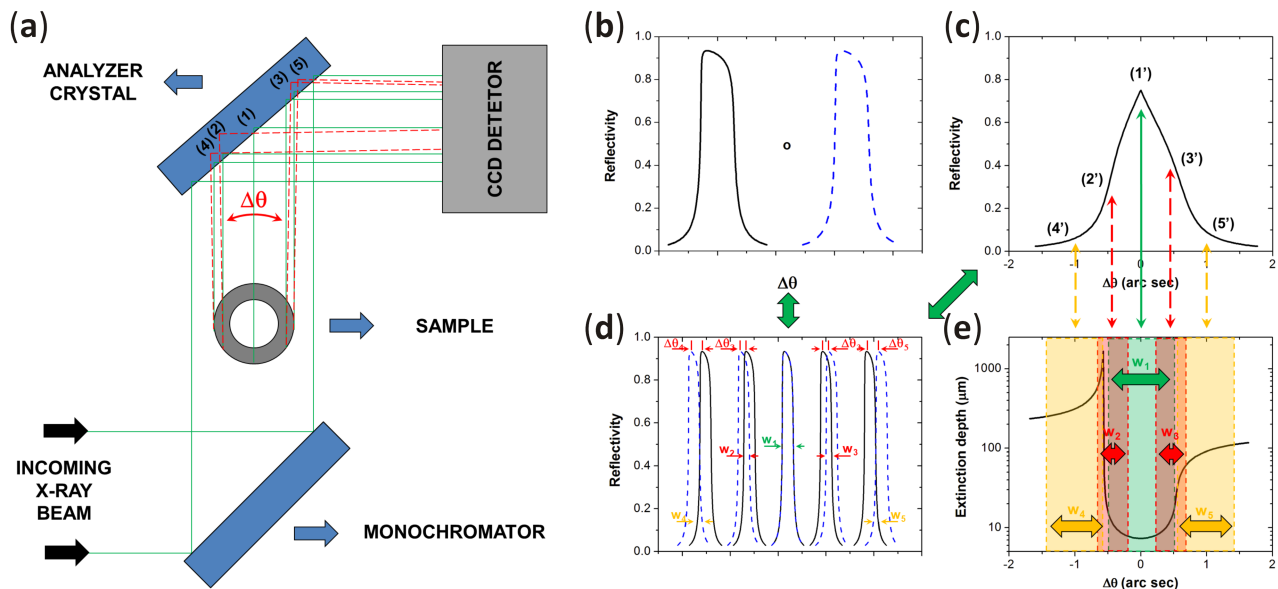 (a)
ANALYZER
CRYSTAL
(5)
(3)
(1)
(2)
(4)
CCD DETETOR
Δθ
SAMPLE
INCOMING
X-RAY
BEAM
MONOCHROMATOR
(b)
Reflectivity
1.0
0.8
0.6
0.4
0.2
0.0
o
Δθ
(c)
Reflectivity
1.0
0.8
0.6
0.4
0.2
0.0
(1')
(2')
(3')
(4')
(5')
-2 -1 0 1 2
Δθ (arc sec)
(d)
Reflectivity
1.0
0.8
0.6
0.4
0.2
0.0
Δθ4 Δθ2 Δθ3 Δθ5
w1
w2 w3
w4 w5
(e)
Extinction depth (μm)
1000
100
10
w1
w2 w3
w4 w5
-2 -1 0 1 2
Δθ (arc sec)